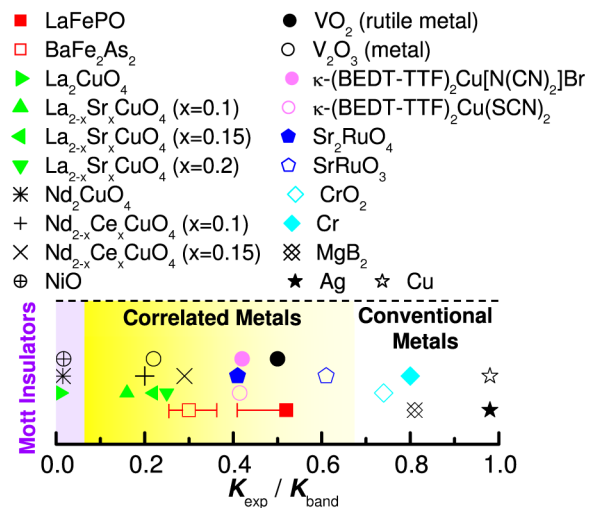 LaFePO
BaFe₂As₂
La₂CuO₄
La₂₋ₓSrₓCuO₄ (x=0.1)
La₂₋ₓSrₓCuO₄ (x=0.15)
La₂₋ₓSrₓCuO₄ (x=0.2)
Nd₂CuO₄
Nd₂₋ₓCeₓCuO₄ (x=0.1)
Nd₂₋ₓCeₓCuO₄ (x=0.15)
NiO
VO₂ (rutile metal)
V₂O₃ (metal)
κ-(BEDT-TTF)₂Cu[N(CN)₂]Br
κ-(BEDT-TTF)₂Cu(SCN)₂
Sr₂RuO₄
SrRuO₃
CrO₂
Cr
MgB₂
Ag Cu
Mott Insulators
Correlated Metals
Conventional
Metals
0.0 0.2 0.4 0.6 0.8 1.0
K_exp / K_band